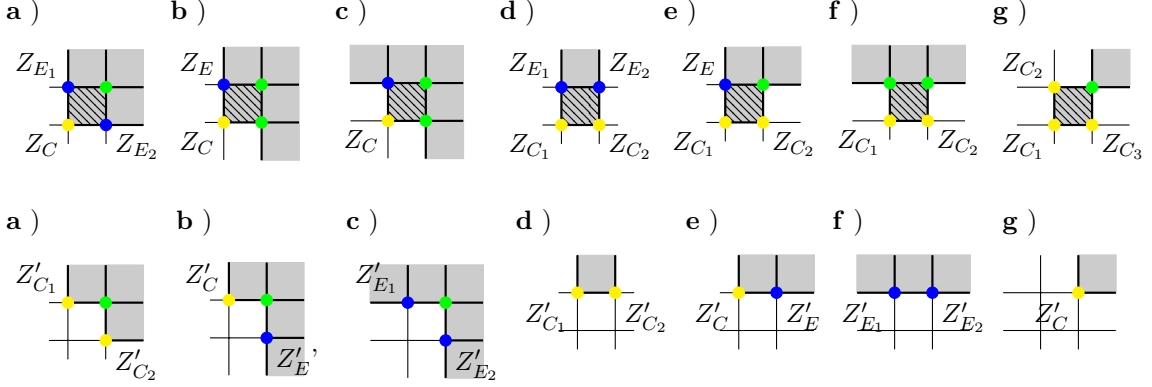 a ) b ) c ) d ) e ) f ) g )
Z_{E_1} Z_E Z_{E_1} Z_{E_2} Z_E Z_{C_2}
Z_C Z_{E_2} Z_C Z_C Z_{C_1} Z_{C_2} Z_{C_1} Z_{C_2} Z_{C_1} Z_{C_2} Z_{C_1} Z_{C_3}
a ) b ) c ) d ) e ) f ) g )
Z'_{C_1} Z'_C Z'_{E_1}
Z'_{C_1} Z'_{C_2} Z'_C Z'_E Z'_{E_1} Z'_{E_2} Z'_C
Z'_{C_2} Z'_E, Z'_{E_2}